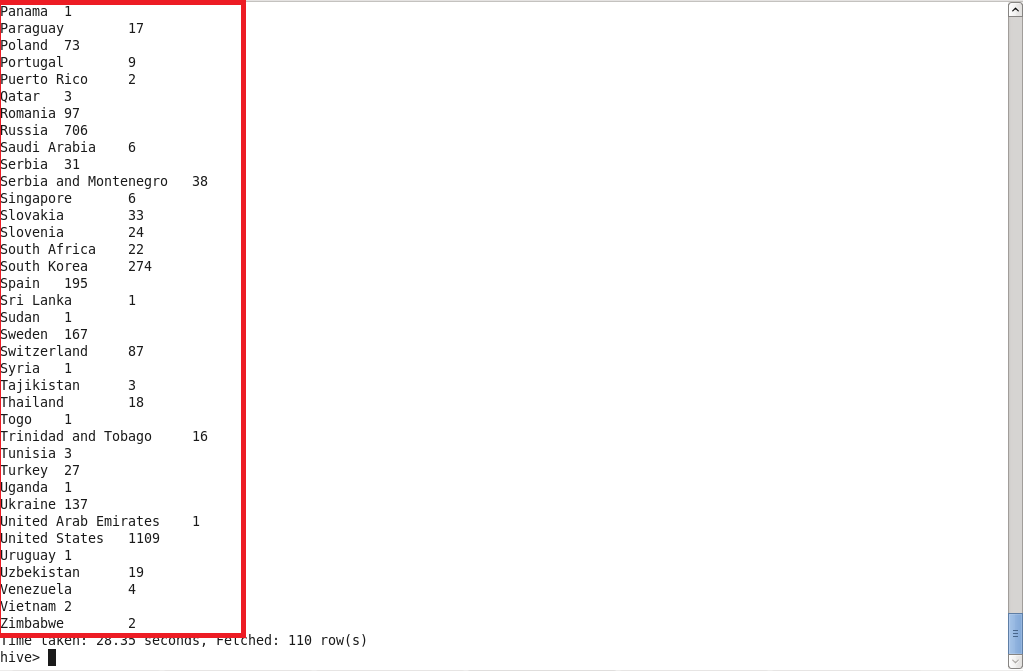 Panama 1
Paraguay 17
Poland 73
Portugal 9
Puerto Rico 2
Qatar 3
Romania 97
Russia 706
Saudi Arabia 6
Serbia 31
Serbia and Montenegro 38
Singapore 6
Slovakia 33
Slovenia 24
South Africa 22
South Korea 274
Spain 195
Sri Lanka 1
Sudan 1
Sweden 167
Switzerland 87
Syria 1
Tajikistan 3
Thailand 18
Togo 1
Trinidad and Tobago 16
Tunisia 3
Turkey 27
Uganda 1
Ukraine 137
United Arab Emirates 1
United States 1109
Uruguay 1
Uzbekistan 19
Venezuela 4
Vietnam 2
Zimbabwe 2
Time taken: 28.35 seconds, Fetched: 110 row(s)
hive>